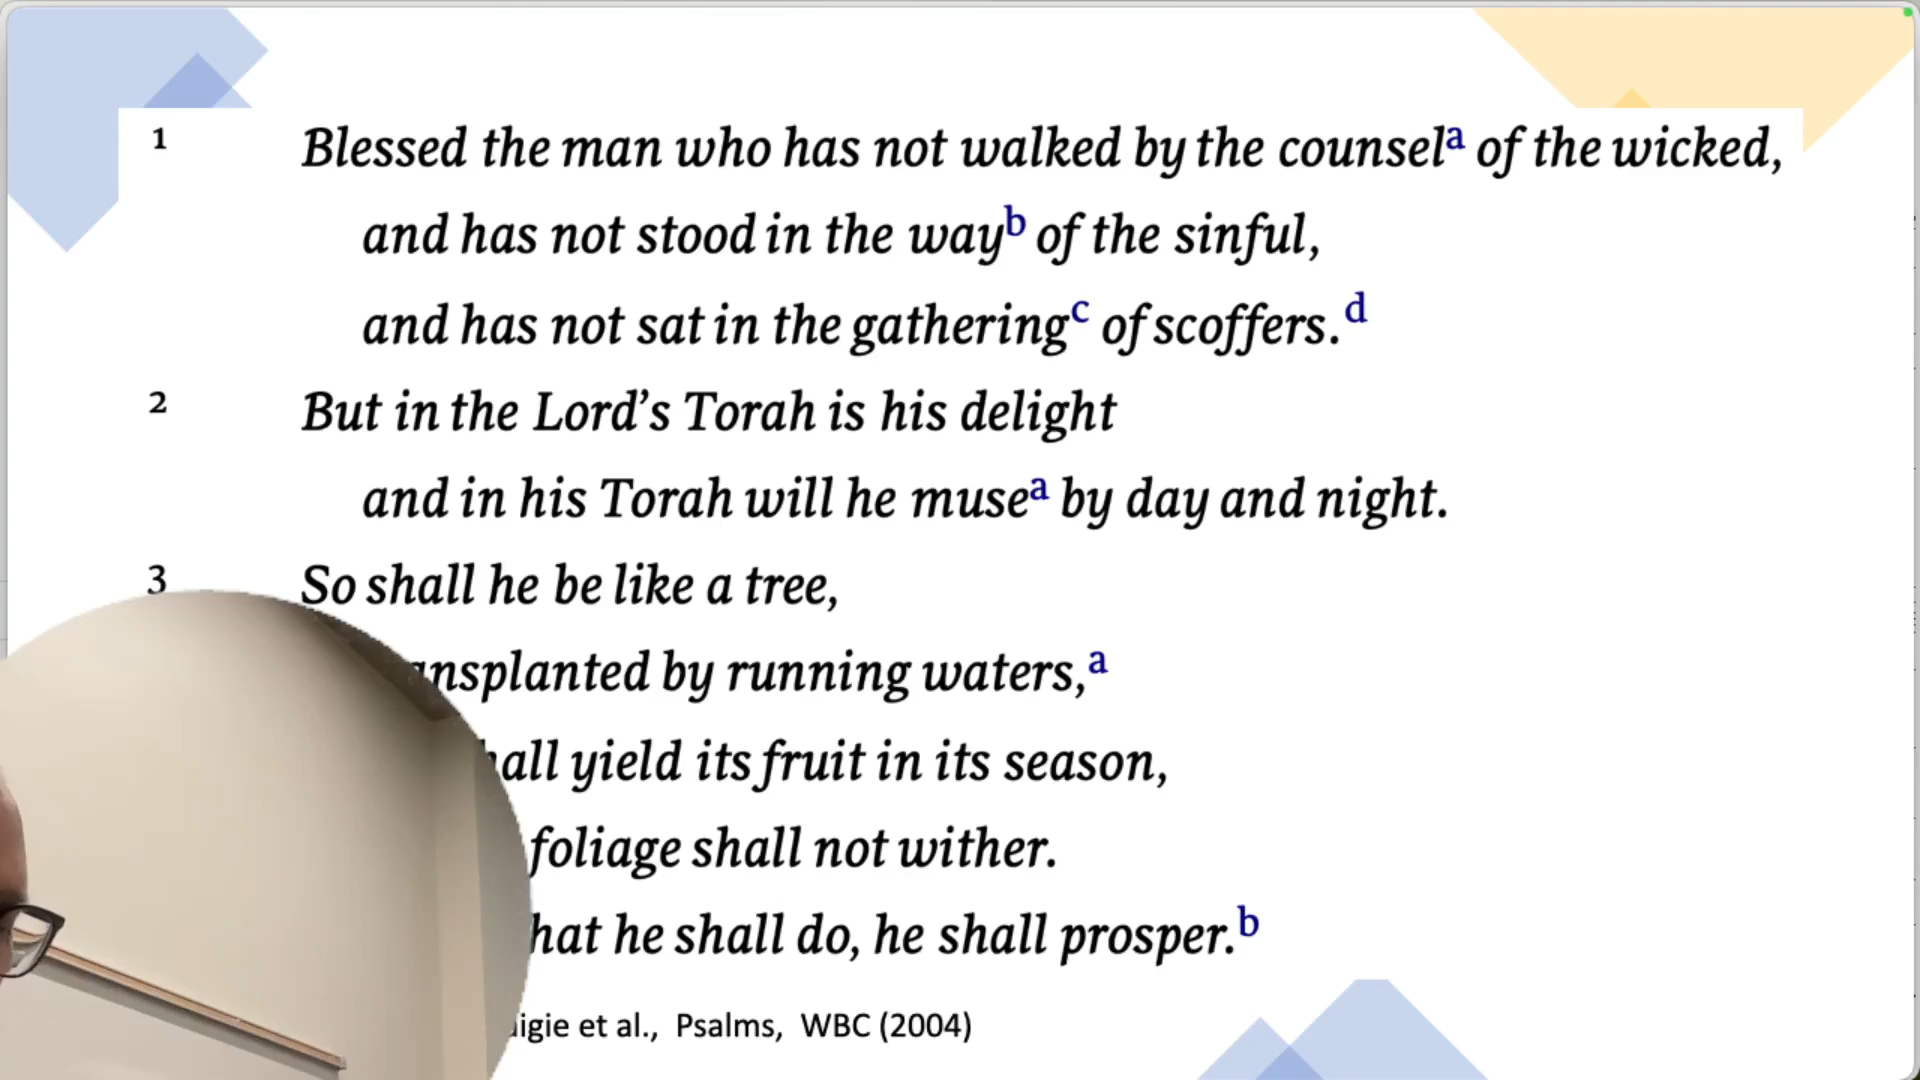 1 Blessed the man who has not walked by the counsel a of the wicked,
and has not stood in the way b of the sinful,
and has not sat in the gathering c of scoffers. d
2 But in the Lord's Torah is his delight
and in his Torah will he muse a by day and night.
3 So shall he be like a tree,
by running waters, a
yield its fruit in its season,
foliage shall not wither.
he shall do, he shall prosper. b
et al., Psalms, WBC (2004)